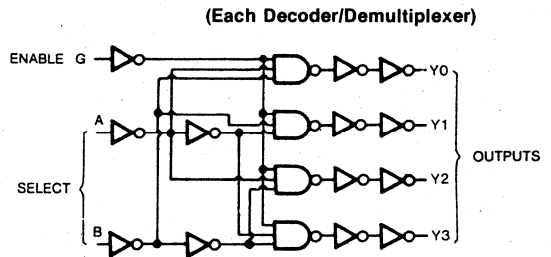 (Each Decoder/Demultiplexer)
ENABLE G
Y0
A
Y1
OUTPUTS
SELECT
Y2
B
Y3